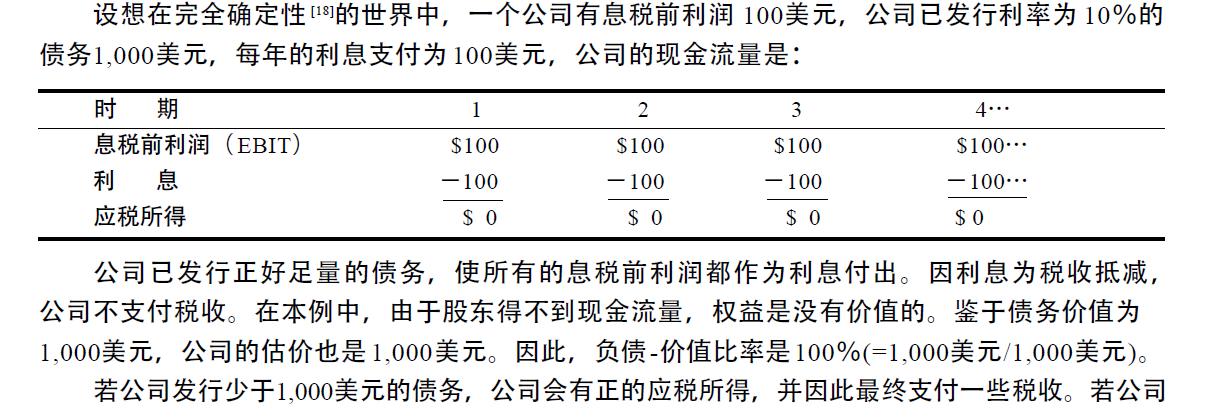 设想在完全确定性[18]的世界中，一个公司有息税前利润 100美元，公司已发行利率为 10%的
债务1,000美元，每年的利息支付为 100美元，公司的现金流量是：
时 期 1 2 3 4…
息税前利润（EBIT） $100 $100 $100 $100…
利 息 －100 －100 －100 －100…
应税所得 $ 0 $ 0 $ 0 $ 0
公司已发行正好足量的债务，使所有的息税前利润都作为利息付出。因利息为税收抵减，
公司不支付税收。在本例中，由于股东得不到现金流量，权益是没有价值的。鉴于债务价值为
1,000美元，公司的估价也是 1,000美元。因此，负债-价值比率是 100%(=1,000美元/1,000美元)。
若公司发行少于1,000美元的债务，公司会有正的应税所得，并因此最终支付一些税收。若公司